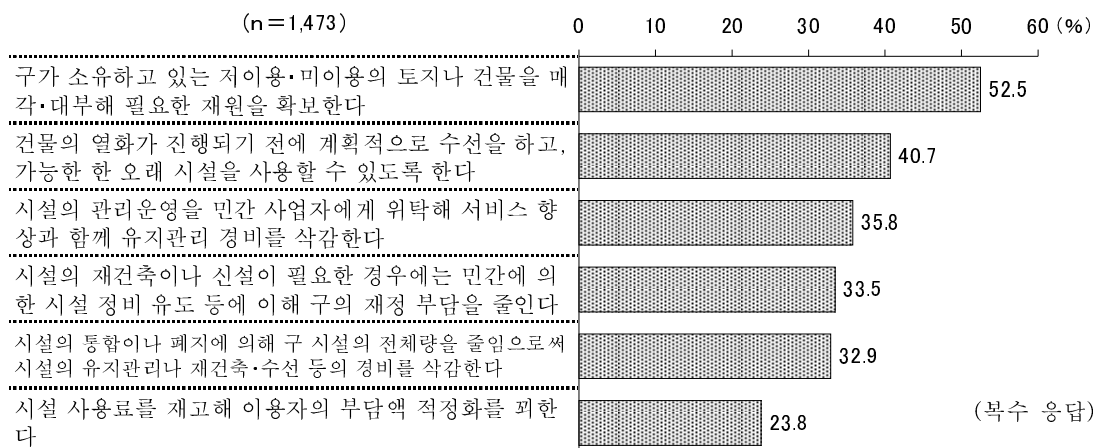 (n=1,473)
0 10 20 30 40 50 60 (%)
구가 소유하고 있는 저이용·미이용의 토지나 건물을 매
각·대부해 필요한 재원을 확보한다
52.5
건물의 열화가 진행되기 전에 계획적으로 수선을 하고,
가능한 한 오래 시설을 사용할 수 있도록 한다
40.7
시설의 관리운영을 민간 사업자에게 위탁해 서비스 향
상과 함께 유지관리 경비를 삭감한다
35.8
시설의 재건축이나 신설이 필요한 경우에는 민간에 의
한 시설 정비 유도 등에 이해 구의 재정 부담을 줄인다
33.5
시설의 통합이나 폐지에 의해 구 시설의 전체량을 줄임으로써
시설의 유지관리나 재건축·수선 등의 경비를 삭감한다
32.9
시설 사용료를 재고해 이용자의 부담액 적정화를 꾀한
다
23.8
(복수 응답)